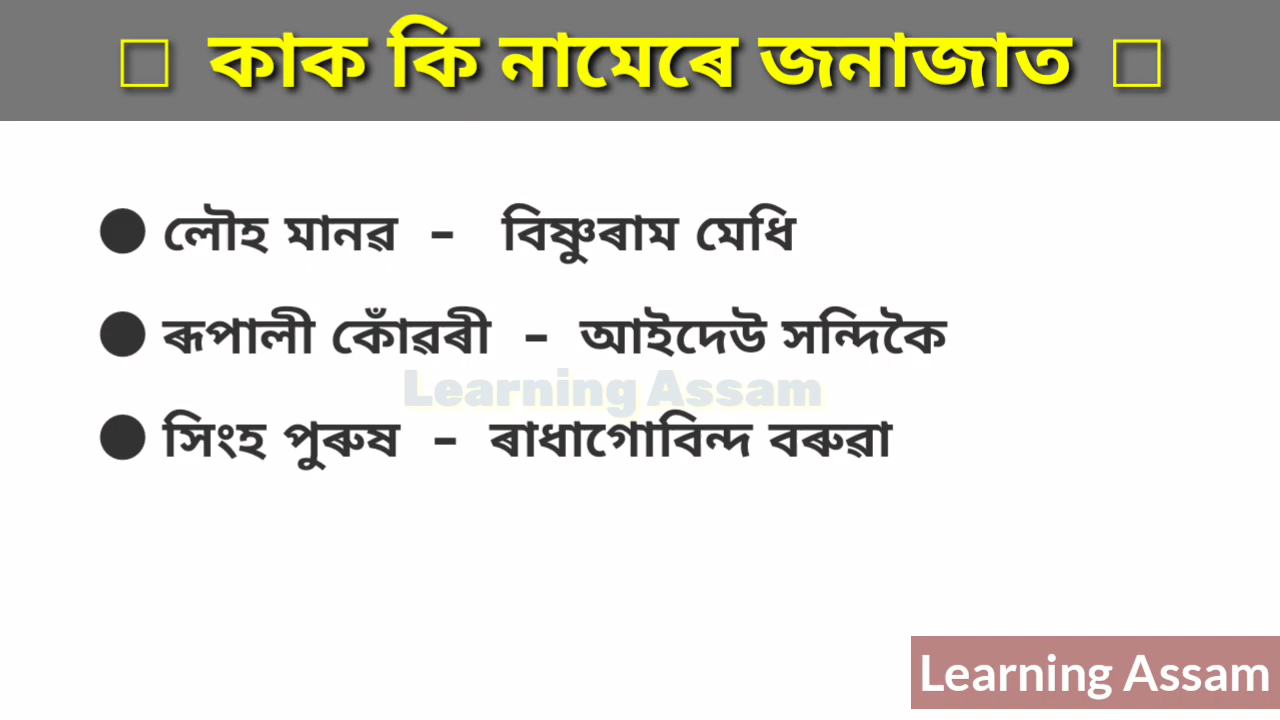 কাক কি নামেৰে জনাজাত
● লৌহ মানৱ - বিষ্ণুৰাম মেধি
● ৰূপালী কোঁৱৰী - আইদেউ সন্দিকৈ
Learning Assam
● সিংহ পুৰুষ - ৰাধাগোবিন্দ বৰুৱা
Learning Assam